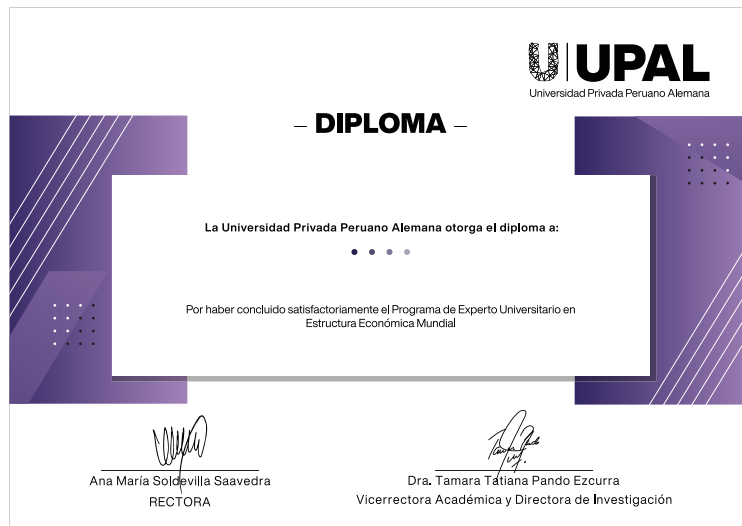 UPAL
Universidad Privada Peruano Alemana
– DIPLOMA –
La Universidad Privada Peruano Alemana otorga el diploma a:
Por haber concluido satisfactoriamente el Programa de Experto Universitario en
Estructura Económica Mundial
Ana María Soldevilla Saavedra
RECTORA
Dra. Tamara Tatiana Pando Ezcurra
Vicerrectora Académica y Directora de Investigación